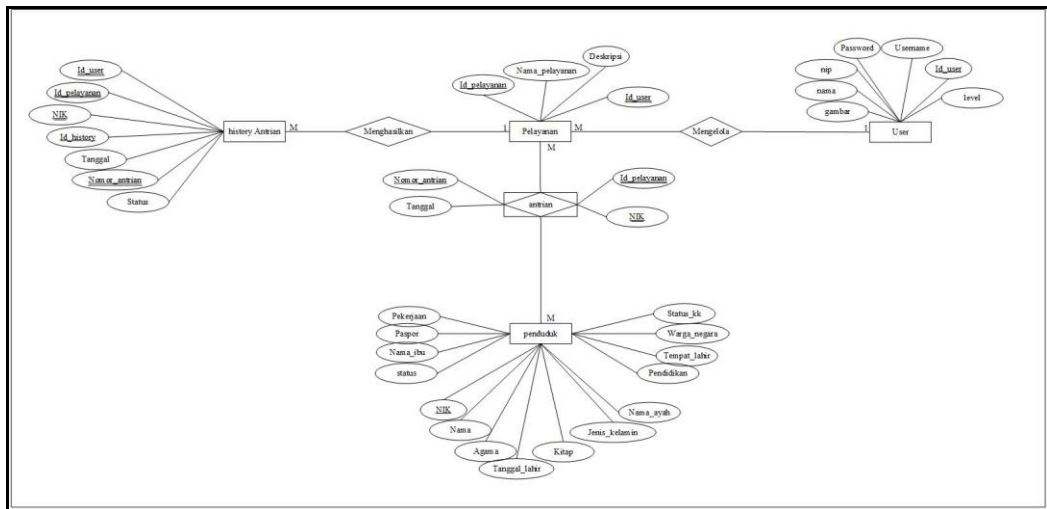 Id_user
Id_pelayanan
NIK
Id_history
Tanggal
Nomor_antrian
Status
history Antrian
M
Menghasilkan
1
Pelayanan
Id_pelayanan
Nama_pelayanan
Deskripsi
Id_user
M
M
Mengelola
1
User
Password
Username
nip
Id_user
nama
level
gambar
Nomor_antrian
Tanggal
antrian
Id_pelayanan
NIK
M
penduduk
Pekerjaan
Paspor
Nama_ibu
status
NIK
Nama
Agama
Tanggal_lahir
Kitap
Jenis_kelamin
Nama_ayah
Pendidikan
Tempat_lahir
Warga_negara
Status_kk